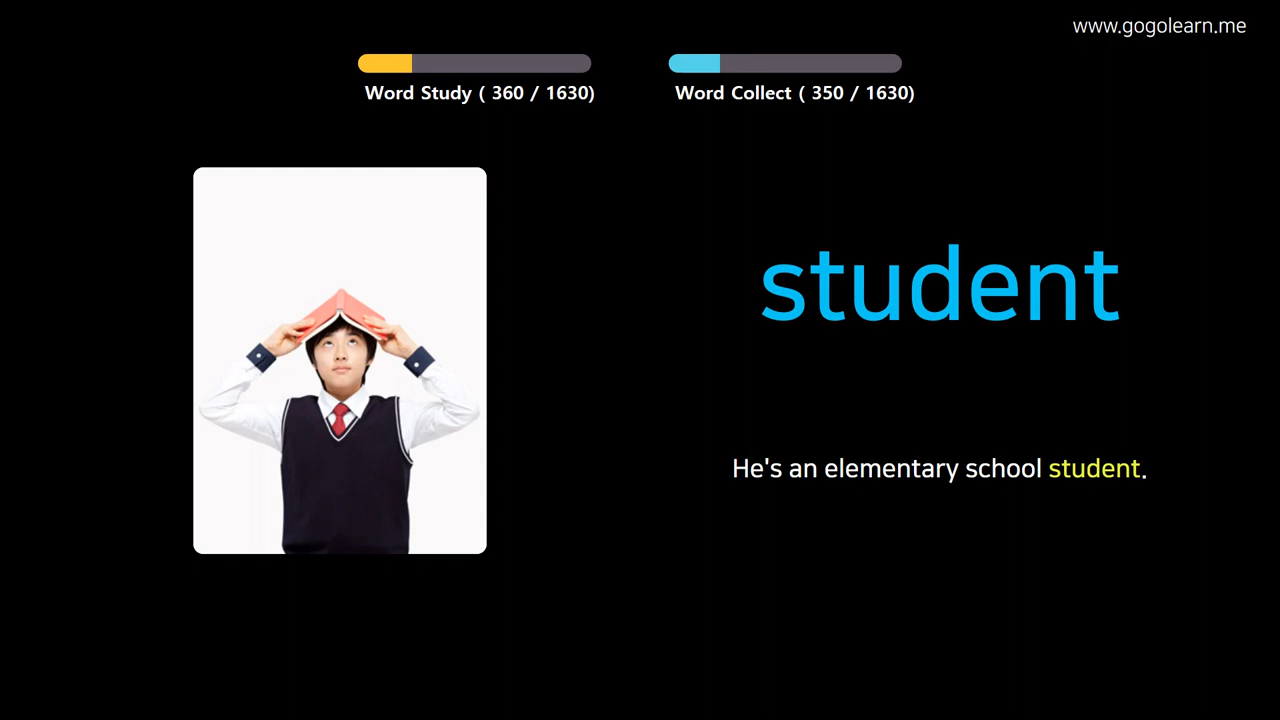 www.gogolearn.me
Word Study ( 360 / 1630)
Word Collect ( 350 / 1630)
student
He's an elementary school student.